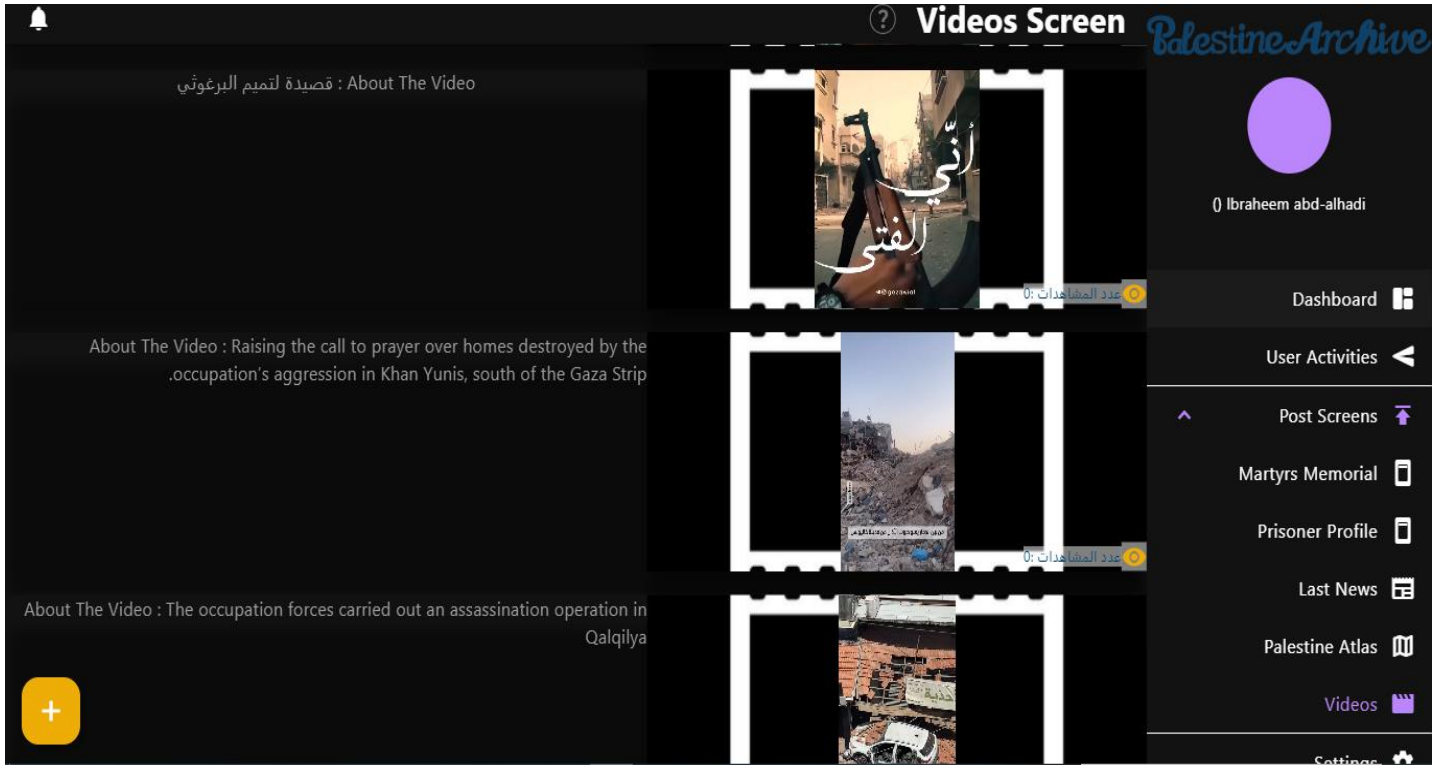 Videos Screen
Palestine Archive
About The Video : قصيدة لتميم البرغوثي
أنّي
الفتى
عدد المشاهدات :0
About The Video : Raising the call to prayer over homes destroyed by the
.occupation's aggression in Khan Yunis, south of the Gaza Strip
عدد المشاهدات :0
About The Video : The occupation forces carried out an assassination operation in
Qalqilya
+
() Ibraheem abd-alhadi
Dashboard
User Activities
Post Screens
Martyrs Memorial
Prisoner Profile
Last News
Palestine Atlas
Videos
Settings